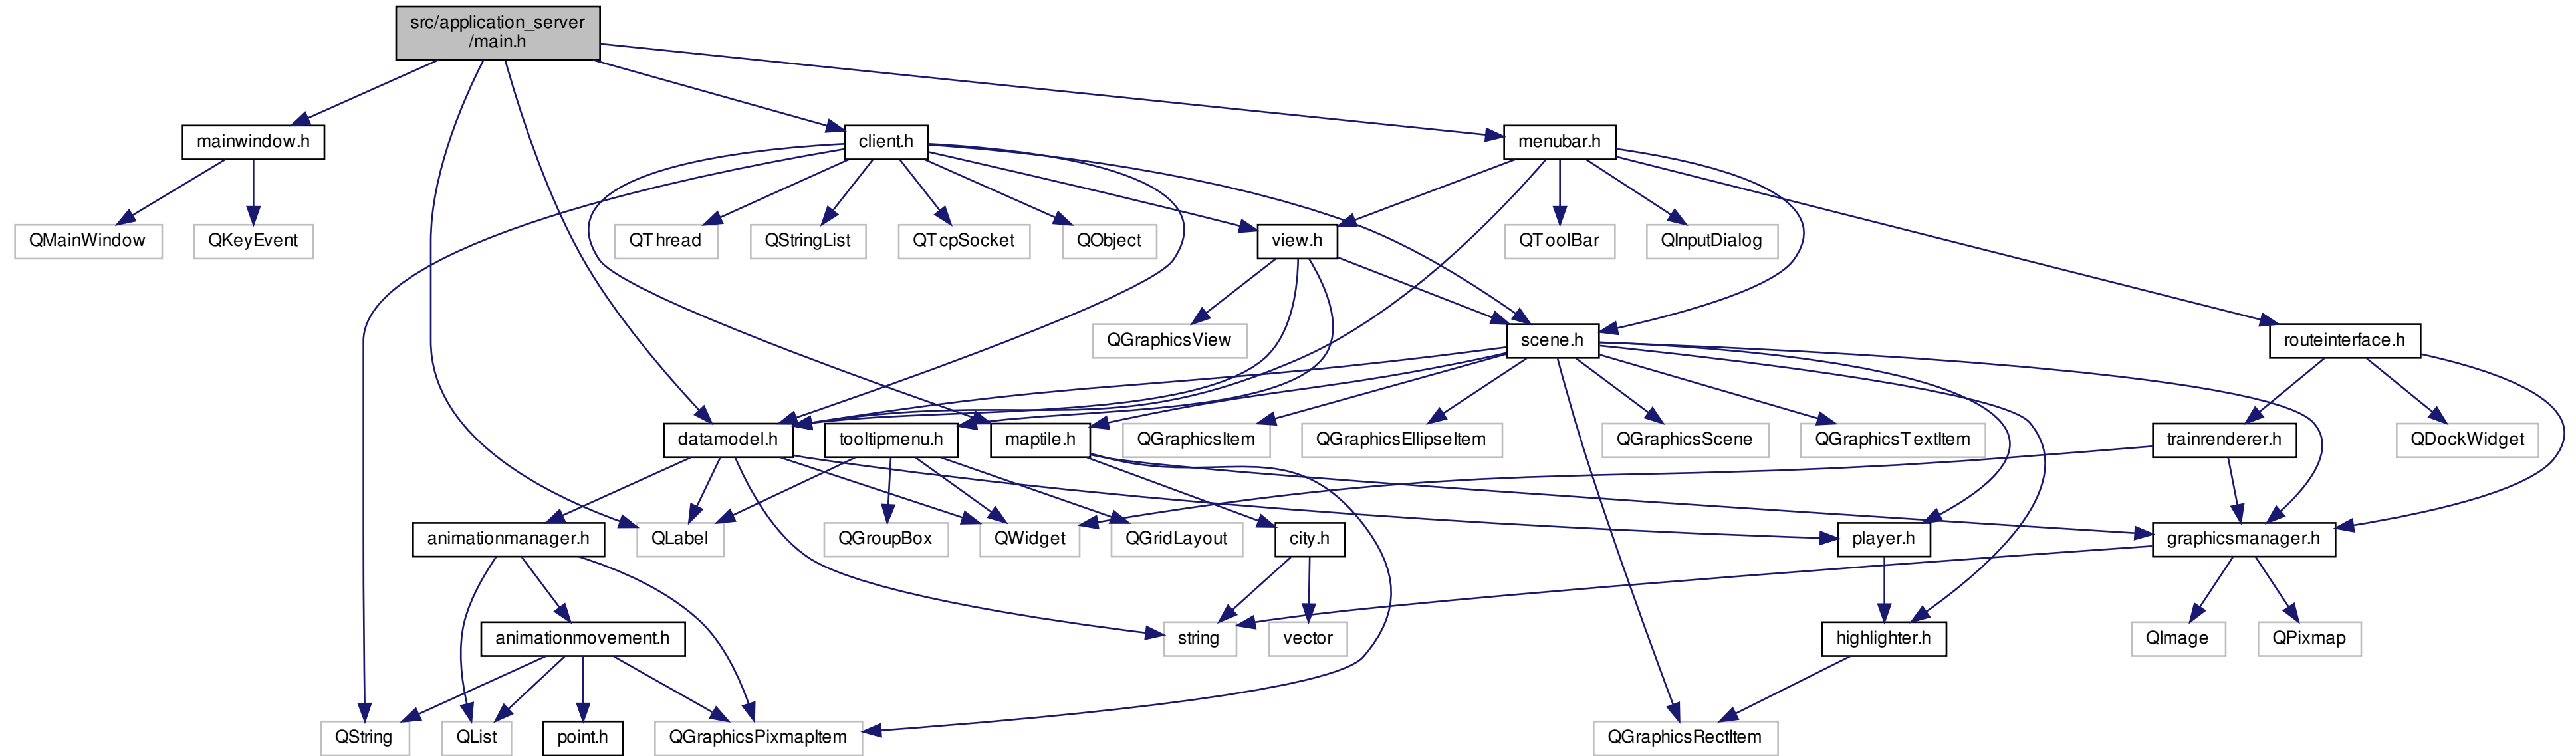 src/application_server
/main.h
mainwindow.h
client.h
menubar.h
QMainWindow
QKeyEvent
QThread
QStringList
QTcpSocket
QObject
view.h
QToolBar
QInputDialog
QGraphicsView
scene.h
routeinterface.h
datamodel.h
tooltipmenu.h
maptile.h
QGraphicsItem
QGraphicsEllipseItem
QGraphicsScene
QGraphicsTextItem
trainrenderer.h
QDockWidget
animationmanager.h
QLabel
QGroupBox
QWidget
QGridLayout
city.h
player.h
graphicsmanager.h
animationmovement.h
string
vector
highlighter.h
QImage
QPixmap
QString
QList
point.h
QGraphicsPixmapItem
QGraphicsRectItem